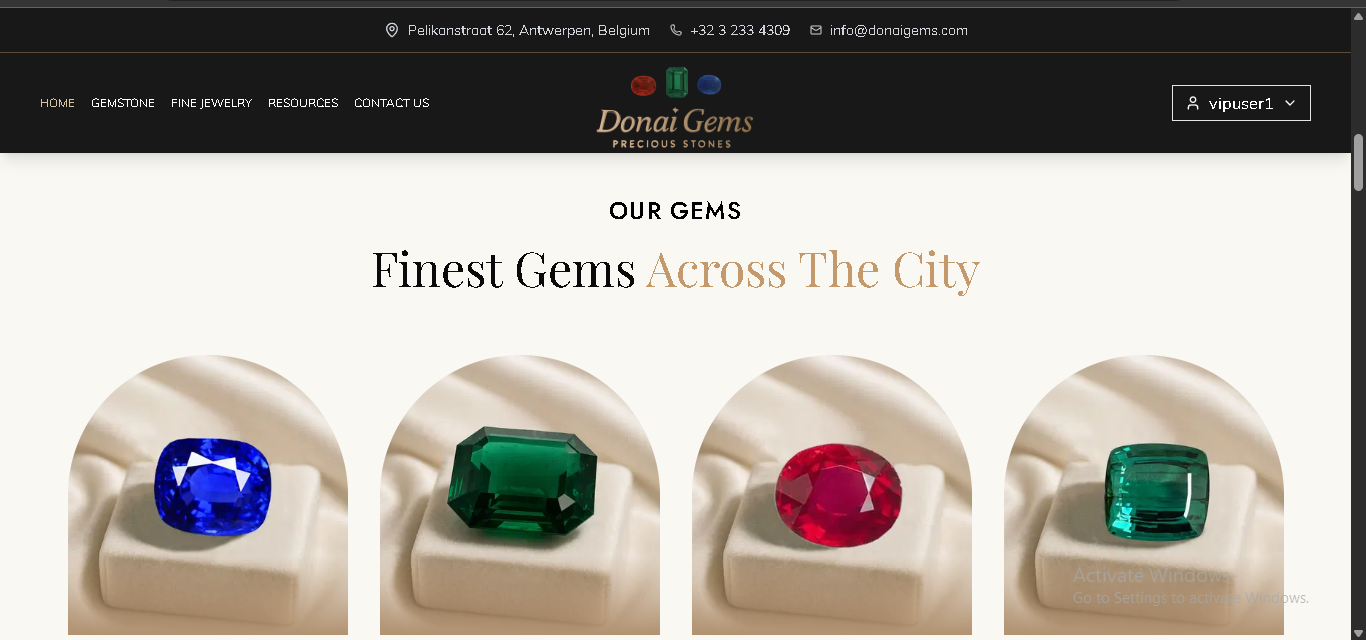 Pelikanstraat 62, Antwerpen, Belgium +32 3 233 4309 info@donaigems.com
HOME GEMSTONE FINE JEWELRY RESOURCES CONTACT US
Donai Gems
PRECIOUS STONES
vipuser1
OUR GEMS
Finest Gems Across The City
Activate Windows
Go to Settings to activate Windows.